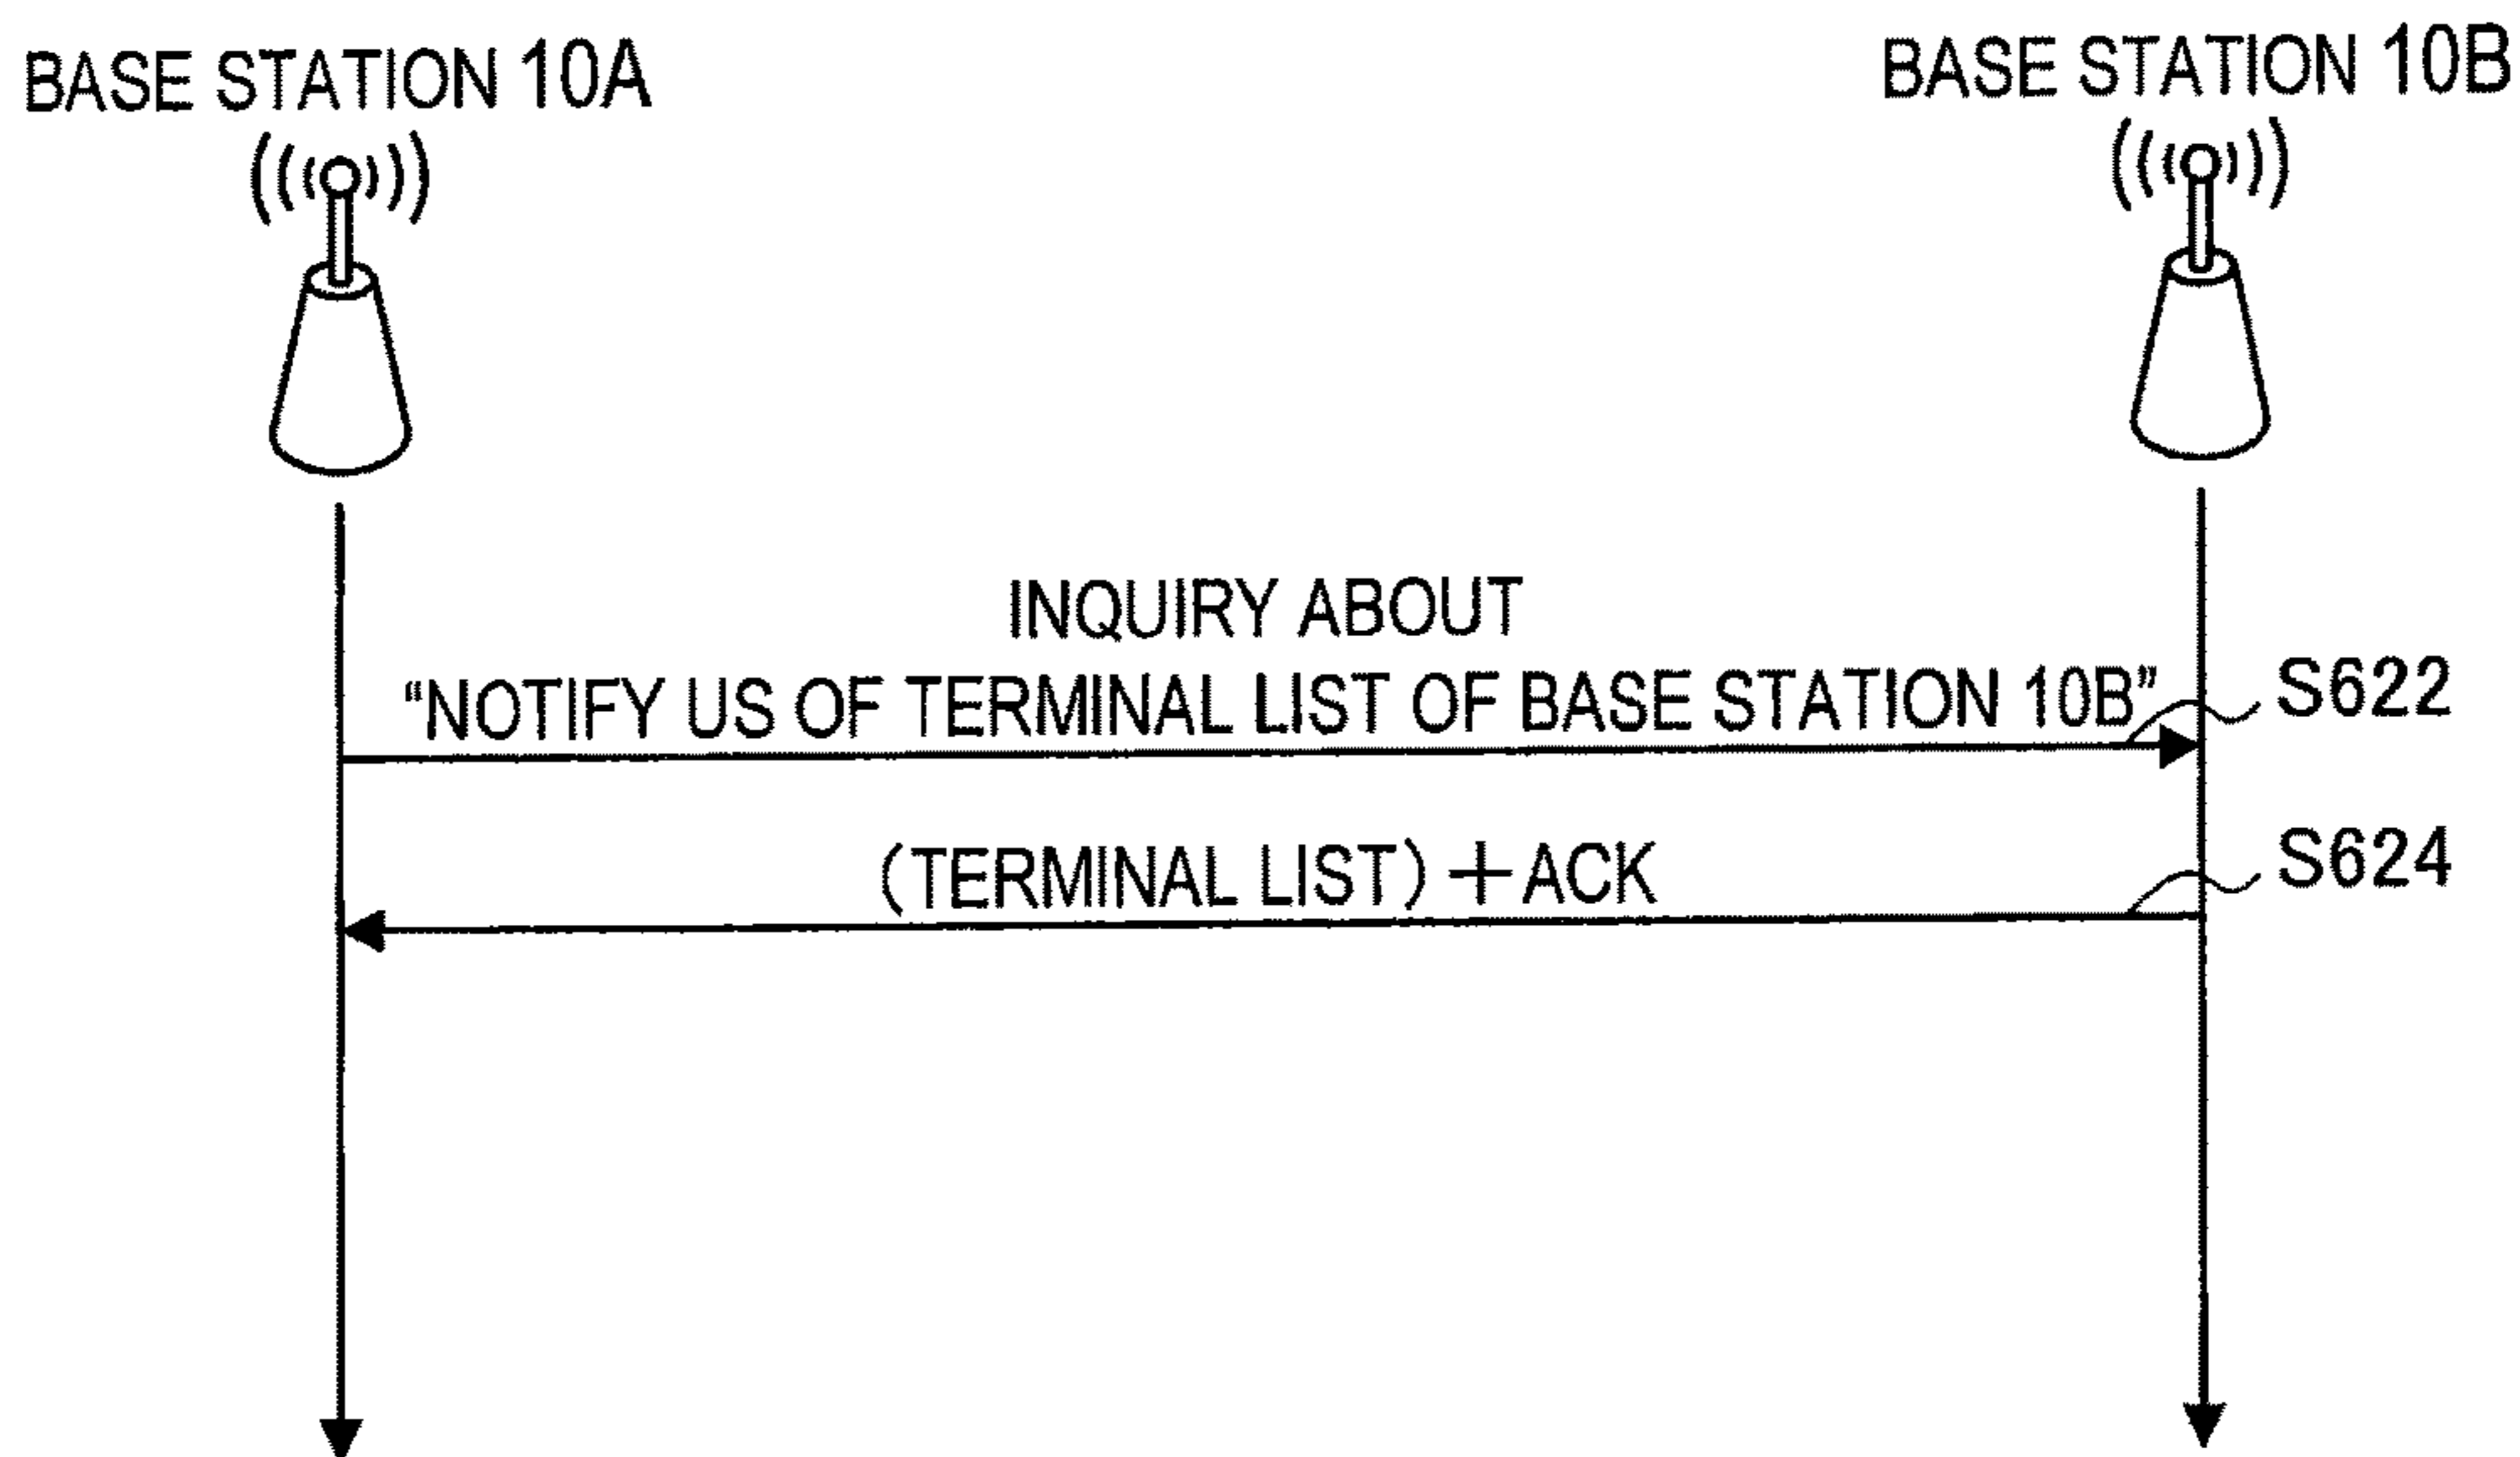 BASE STATION 10A
BASE STATION 10B
INQUIRY ABOUT
“NOTIFY US OF TERMINAL LIST OF BASE STATION 10B”
S622
(TERMINAL LIST)+ACK
S624